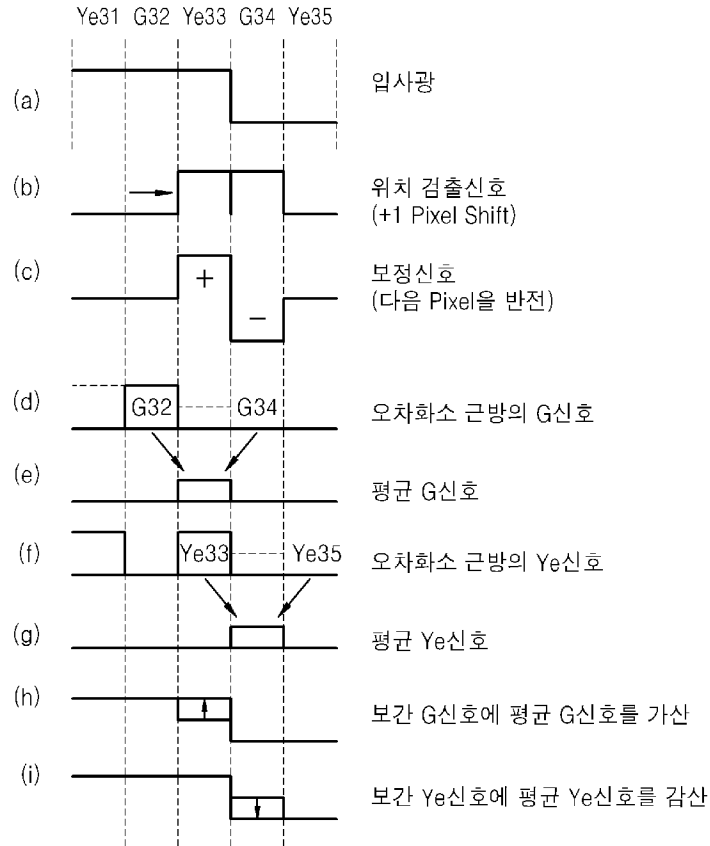 Ye31 G32 Ye33 G34 Ye35
(a) 입사광
(b) 위치 검출신호
(+1 Pixel Shift)
(c) 보정신호
(다음 Pixel을 반전)
+
−
(d) G32 G34 오차화소 근방의 G신호
(e) 평균 G신호
(f) Ye33 Ye35 오차화소 근방의 Ye신호
(g) 평균 Ye신호
(h) 보간 G신호에 평균 G신호를 가산
(i) 보간 Ye신호에 평균 Ye신호를 감산